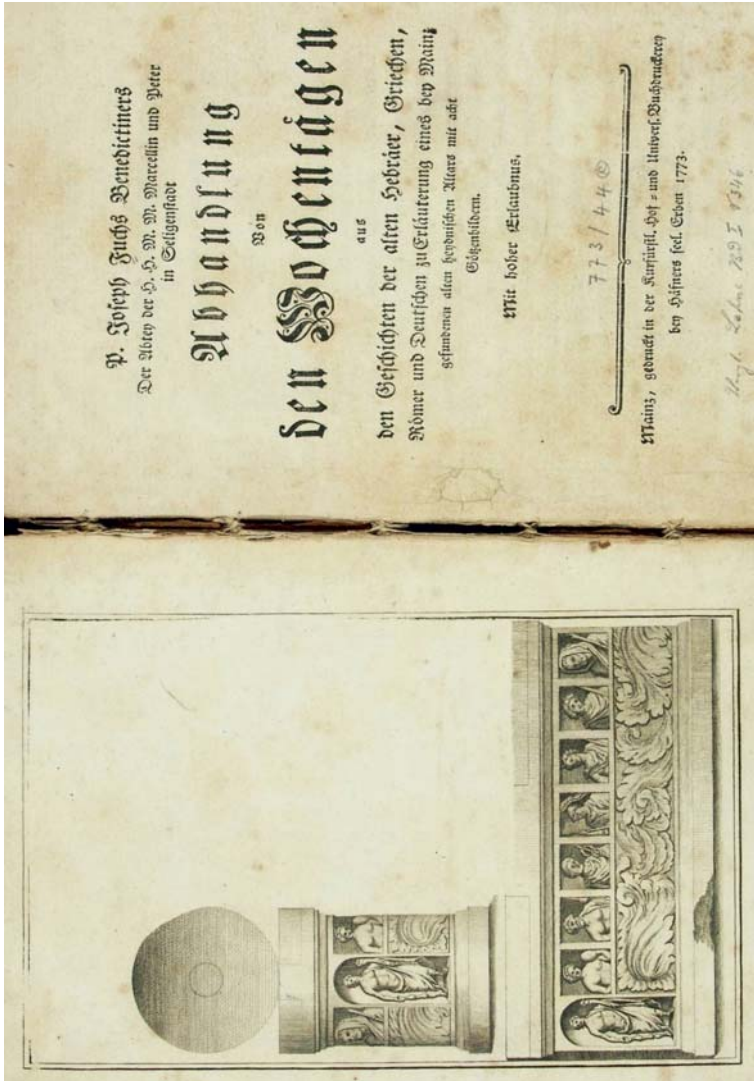 P. Joseph Fuchs Benedictiners
Der Abtey der H. H. M. M. Marcellin und Peter
in Seligenstadt
Abhandlung
Von
den Wochentägen
aus
den Geschichten der alten Hebräer, Griechen,
Römer und Deutschen zu Erläuterung eines bey Mainz
gefundenen alten heydnischen Altars mit acht
Götzenbildern.
Mit hoher Erlaubnus.
773/44
Mainz, gedruckt in der Kurfürstl. Hof- und Univers. Buchdruckerey
bey Häfners seel. Erben 1773.